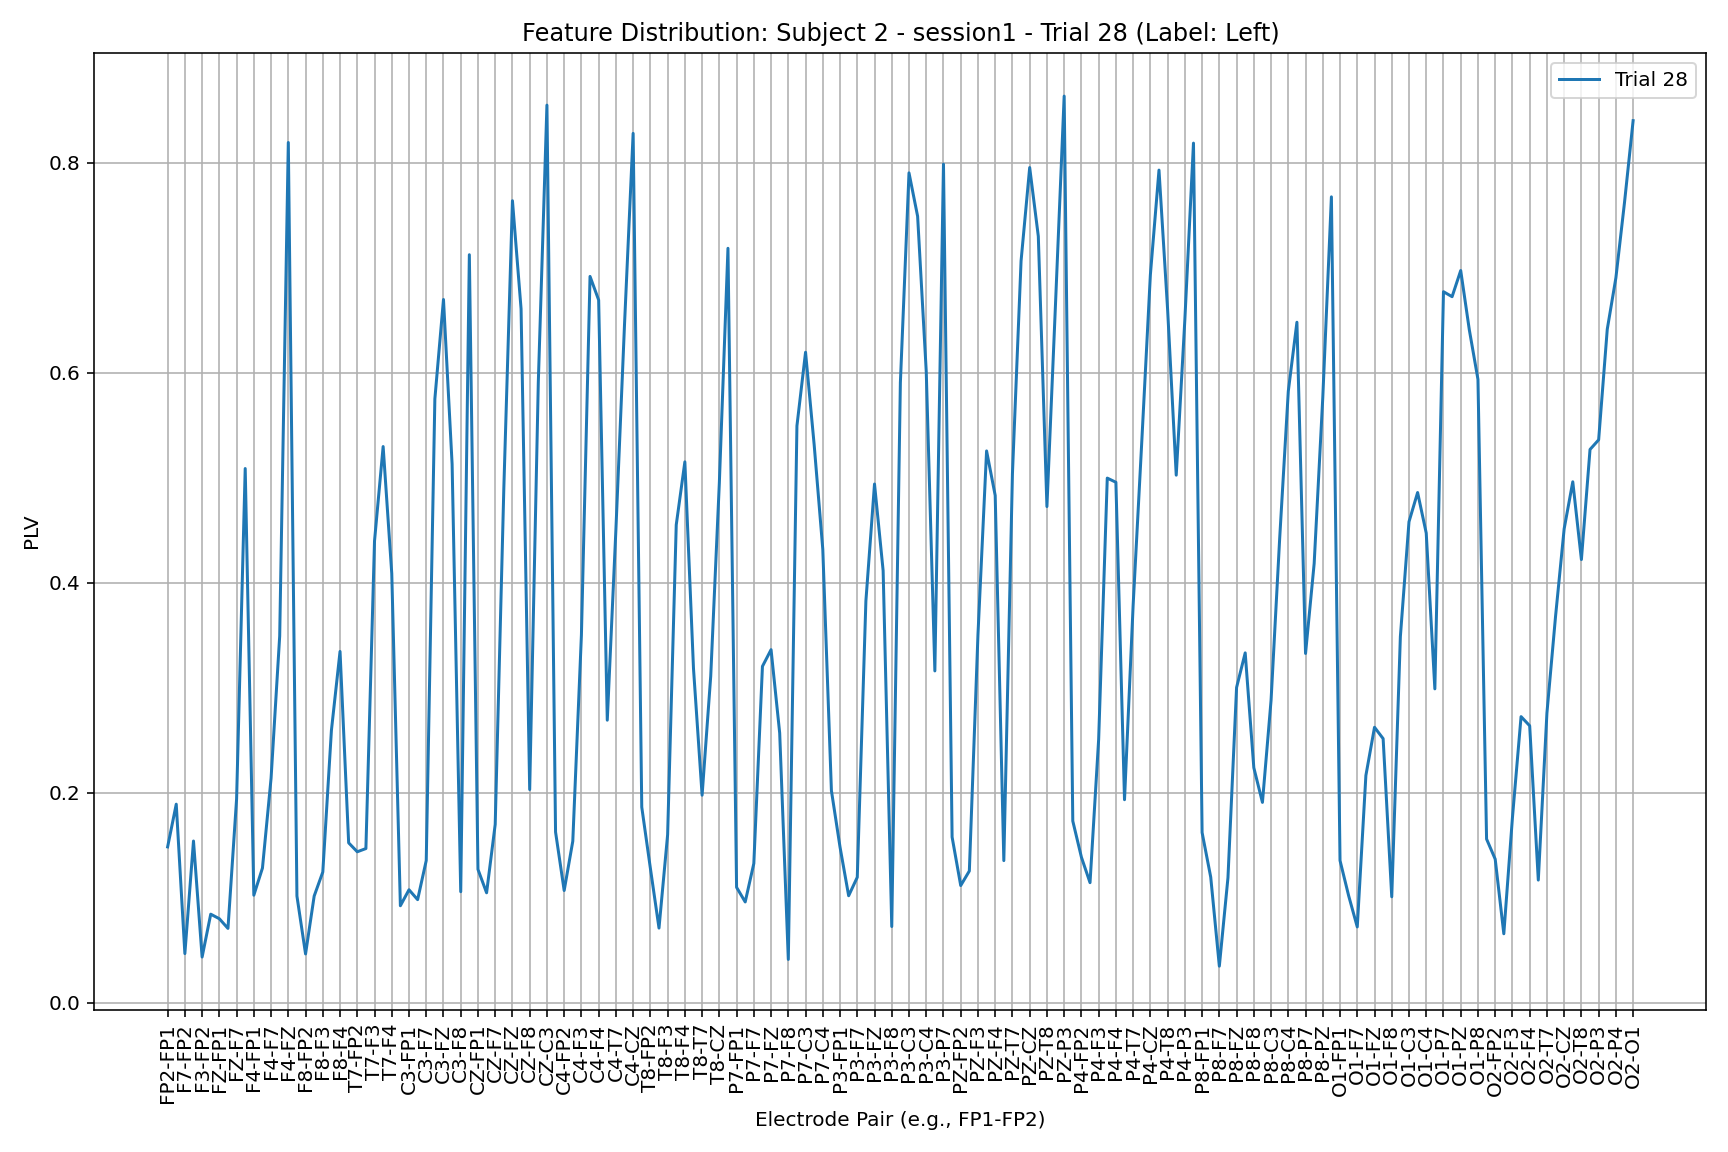 Feature Distribution: Subject 2 - session1 - Trial 28 (Label: Left)
Trial 28
PLV
0.8
0.6
0.4
0.2
0.0
FP2-FP1
F7-FP2
F3-FP2
FZ-FP1
FZ-F7
F4-FP1
F4-F7
F4-FZ
F8-FP2
F8-F3
F8-F4
T7-FP2
T7-F3
T7-F4
C3-FP1
C3-F7
C3-FZ
C3-F8
CZ-FP1
CZ-F7
CZ-FZ
CZ-F8
CZ-C3
C4-FP2
C4-F3
C4-F4
C4-T7
C4-CZ
T8-FP2
T8-F3
T8-F4
T8-T7
T8-CZ
P7-FP1
P7-F7
P7-FZ
P7-F8
P7-C3
P7-C4
P3-FP1
P3-F7
P3-FZ
P3-F8
P3-C3
P3-C4
P3-P7
PZ-FP2
PZ-F3
PZ-F4
PZ-T7
PZ-CZ
PZ-T8
PZ-P3
P4-FP2
P4-F3
P4-F4
P4-T7
P4-CZ
P4-T8
P4-P3
P8-FP1
P8-F7
P8-FZ
P8-F8
P8-C3
P8-C4
P8-P7
P8-PZ
O1-FP1
O1-F7
O1-FZ
O1-F8
O1-C3
O1-C4
O1-P7
O1-PZ
O1-P8
O2-FP2
O2-F3
O2-F4
O2-T7
O2-CZ
O2-T8
O2-P3
O2-P4
O2-O1
Electrode Pair (e.g., FP1-FP2)